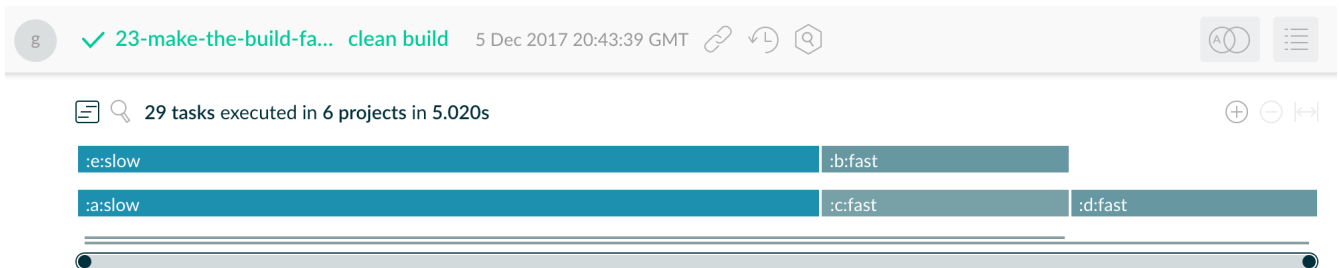 g 23-make-the-build-fa... clean build 5 Dec 2017 20:43:39 GMT A
29 tasks executed in 6 projects in 5.020s
:e:slow :b:fast
:a:slow :c:fast :d:fast